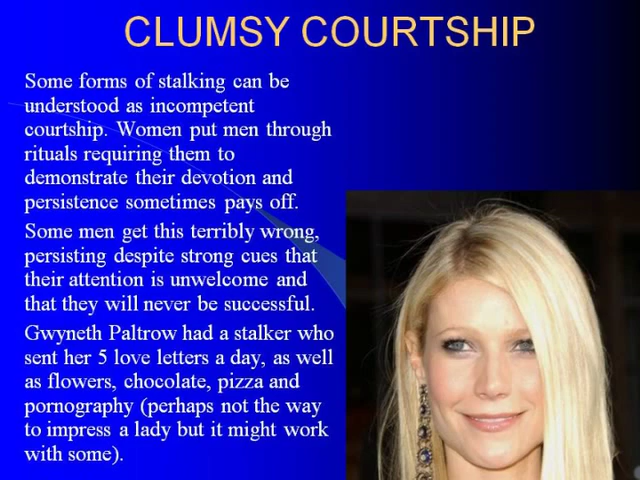 CLUMSY COURTSHIP
Some forms of stalking can be
understood as incompetent
courtship. Women put men through
rituals requiring them to
demonstrate their devotion and
persistence sometimes pays off.
Some men get this terribly wrong,
persisting despite strong cues that
their attention is unwelcome and
that they will never be successful.
Gwyneth Paltrow had a stalker who
sent her 5 love letters a day, as well
as flowers, chocolate, pizza and
pornography (perhaps not the way
to impress a lady but it might work
with some).